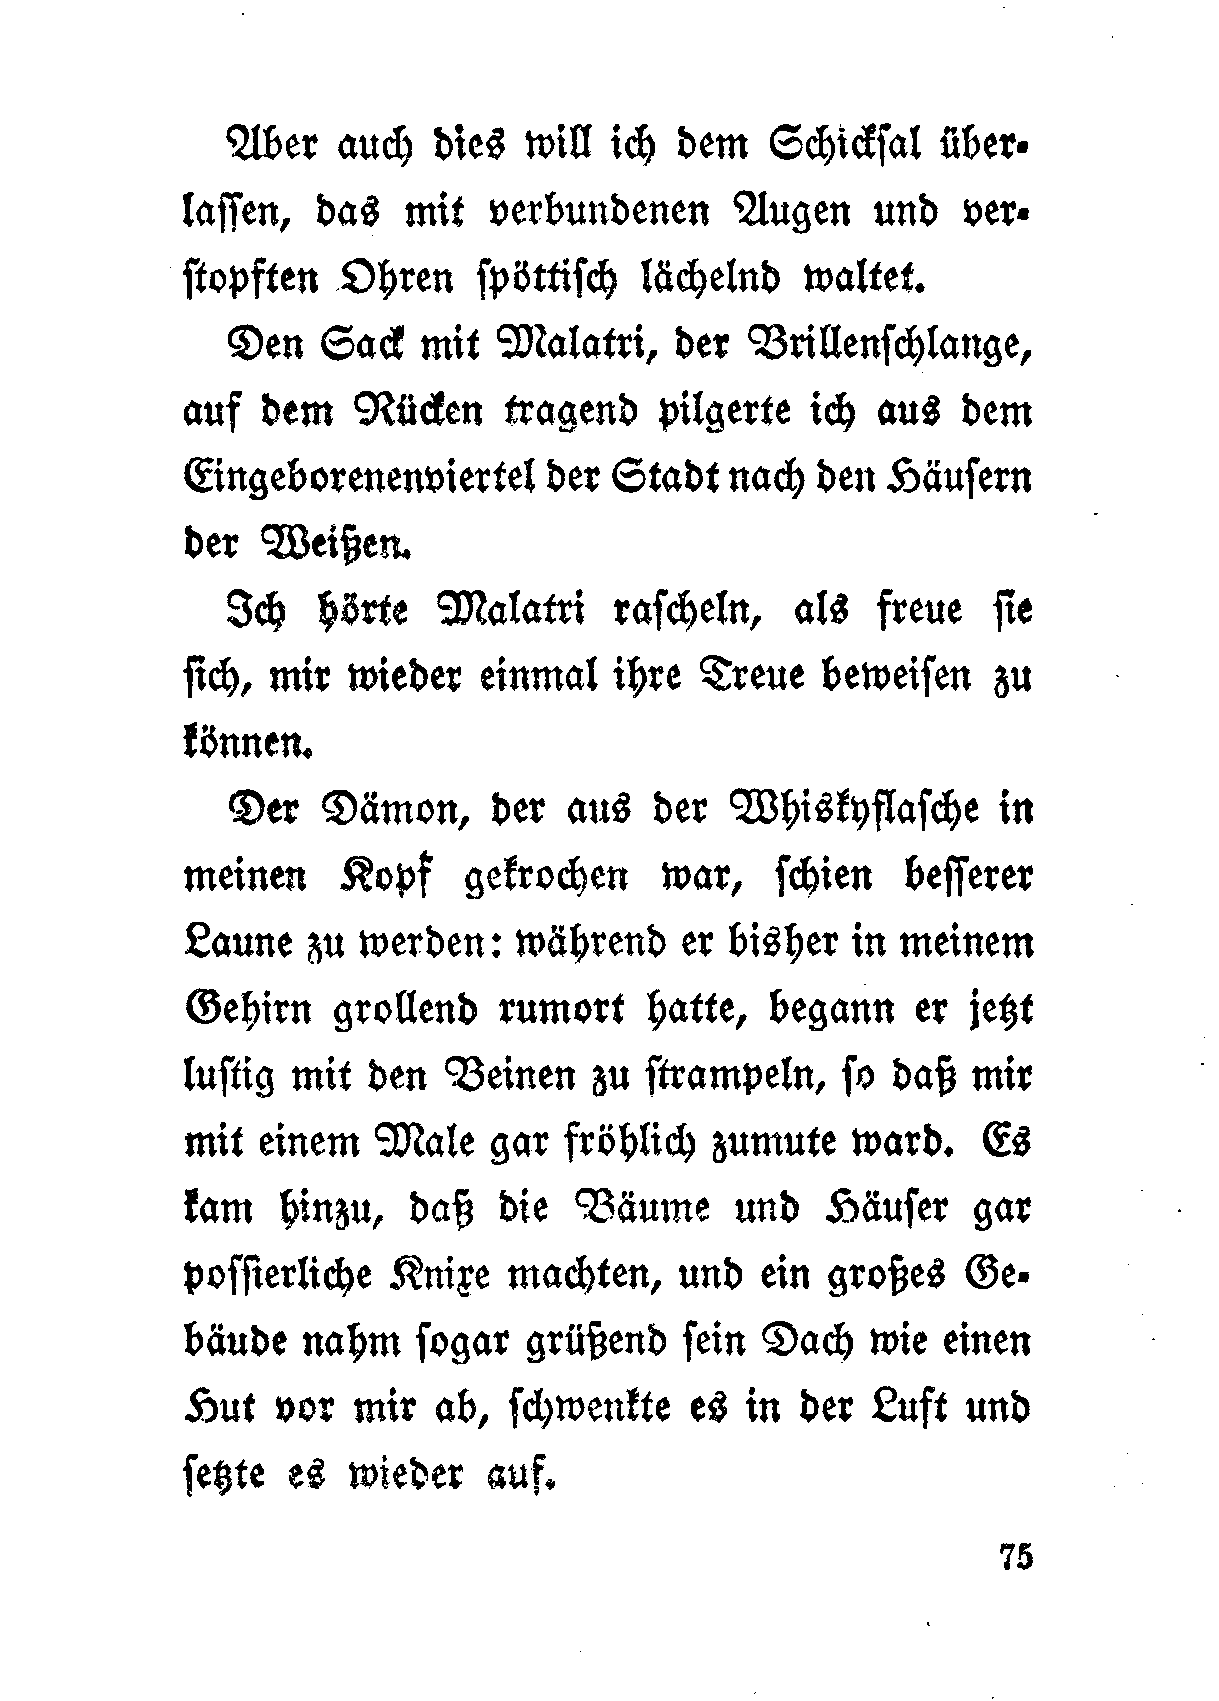 Aber auch dies will ich dem Schicksal über-
lassen, das mit verbundenen Augen und ver-
stopften Ohren spöttisch lächelnd waltet.
Den Sack mit Malatri, der Brillenschlange,
auf dem Rücken tragend pilgerte ich aus dem
Eingeborenenviertel der Stadt nach den Häusern
der Weißen.
Ich hörte Malatri rascheln, als freue sie
sich, mir wieder einmal ihre Treue beweisen zu
können.
Der Dämon, der aus der Whiskyflasche in
meinen Kopf gekrochen war, schien besserer
Laune zu werden: während er bisher in meinem
Gehirn grollend rumort hatte, begann er jetzt
lustig mit den Beinen zu strampeln, so daß mir
mit einem Male gar fröhlich zumute ward. Es
kam hinzu, daß die Bäume und Häuser gar
possierliche Knixe machten, und ein großes Ge-
bäude nahm sogar grüßend sein Dach wie einen
Hut vor mir ab, schwenkte es in der Luft und
setzte es wieder auf.
75